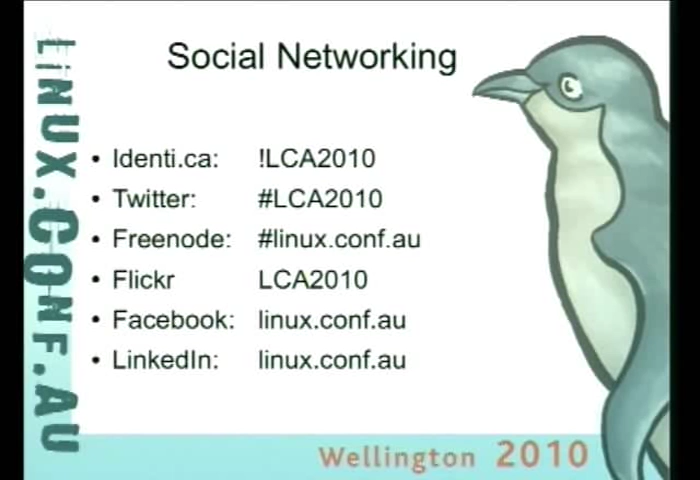 Social Networking
LINUX.CONF.AU
• Identi.ca: !LCA2010
• Twitter: #LCA2010
• Freenode: #linux.conf.au
• Flickr LCA2010
• Facebook: linux.conf.au
• LinkedIn: linux.conf.au
Wellington 2010